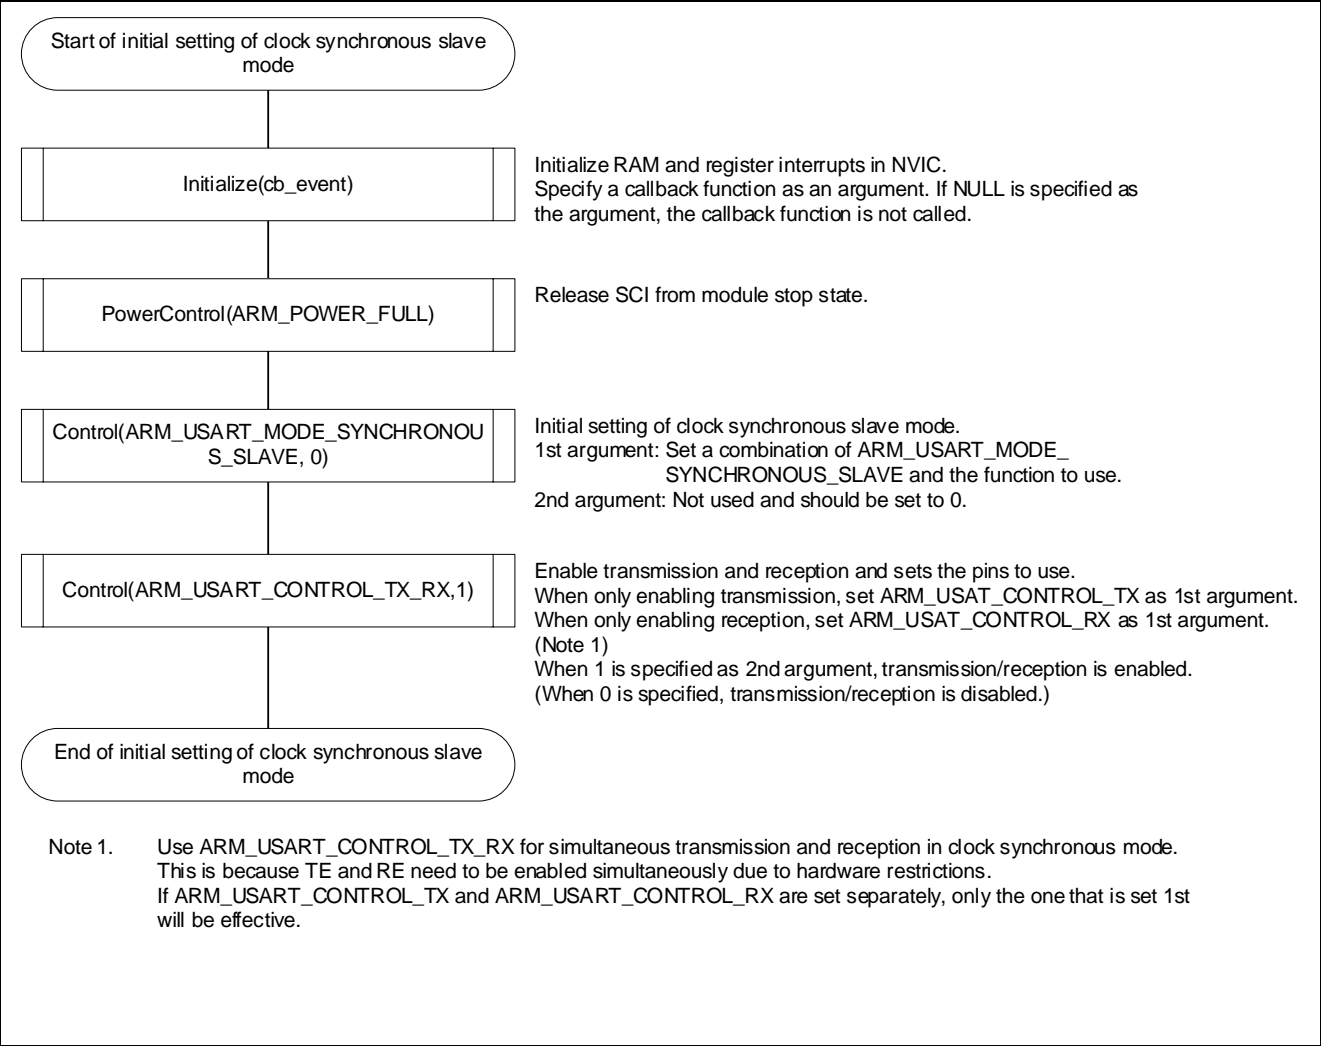 Start of initial setting of clock synchronous slave
mode
Initialize(cb_event)
Initialize RAM and register interrupts in NVIC.
Specify a callback function as an argument. If NULL is specified as
the argument, the callback function is not called.
PowerControl(ARM_POWER_FULL)
Release SCI from module stop state.
Control(ARM_USART_MODE_SYNCHRONOU
S_SLAVE, 0)
Initial setting of clock synchronous slave mode.
1st argument: Set a combination of ARM_USART_MODE_
SYNCHRONOUS_SLAVE and the function to use.
2nd argument: Not used and should be set to 0.
Control(ARM_USART_CONTROL_TX_RX,1)
Enable transmission and reception and sets the pins to use.
When only enabling transmission, set ARM_USAT_CONTROL_TX as 1st argument.
When only enabling reception, set ARM_USAT_CONTROL_RX as 1st argument.
(Note 1)
When 1 is specified as 2nd argument, transmission/reception is enabled.
(When 0 is specified, transmission/reception is disabled.)
End of initial setting of clock synchronous slave
mode
Note 1. Use ARM_USART_CONTROL_TX_RX for simultaneous transmission and reception in clock synchronous mode.
This is because TE and RE need to be enabled simultaneously due to hardware restrictions.
If ARM_USART_CONTROL_TX and ARM_USART_CONTROL_RX are set separately, only the one that is set 1st
will be effective.